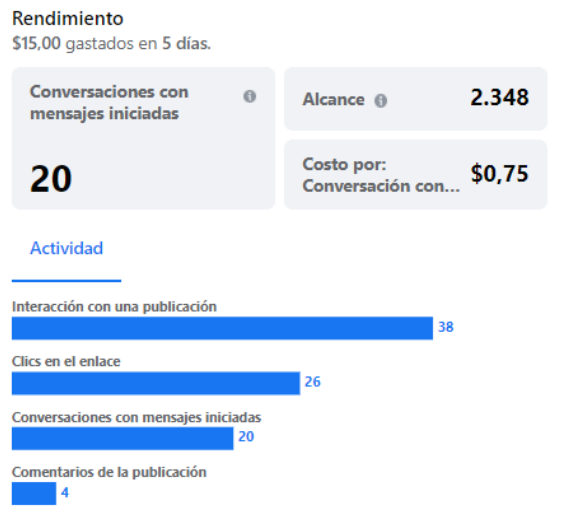 Rendimiento
$15,00 gastados en 5 días.
Conversaciones con
mensajes iniciadas
20
Alcance
2.348
Costo por:
Conversación con...
$0,75
Actividad
Interacción con una publicación
38
Clics en el enlace
26
Conversaciones con mensajes iniciadas
20
Comentarios de la publicación
4